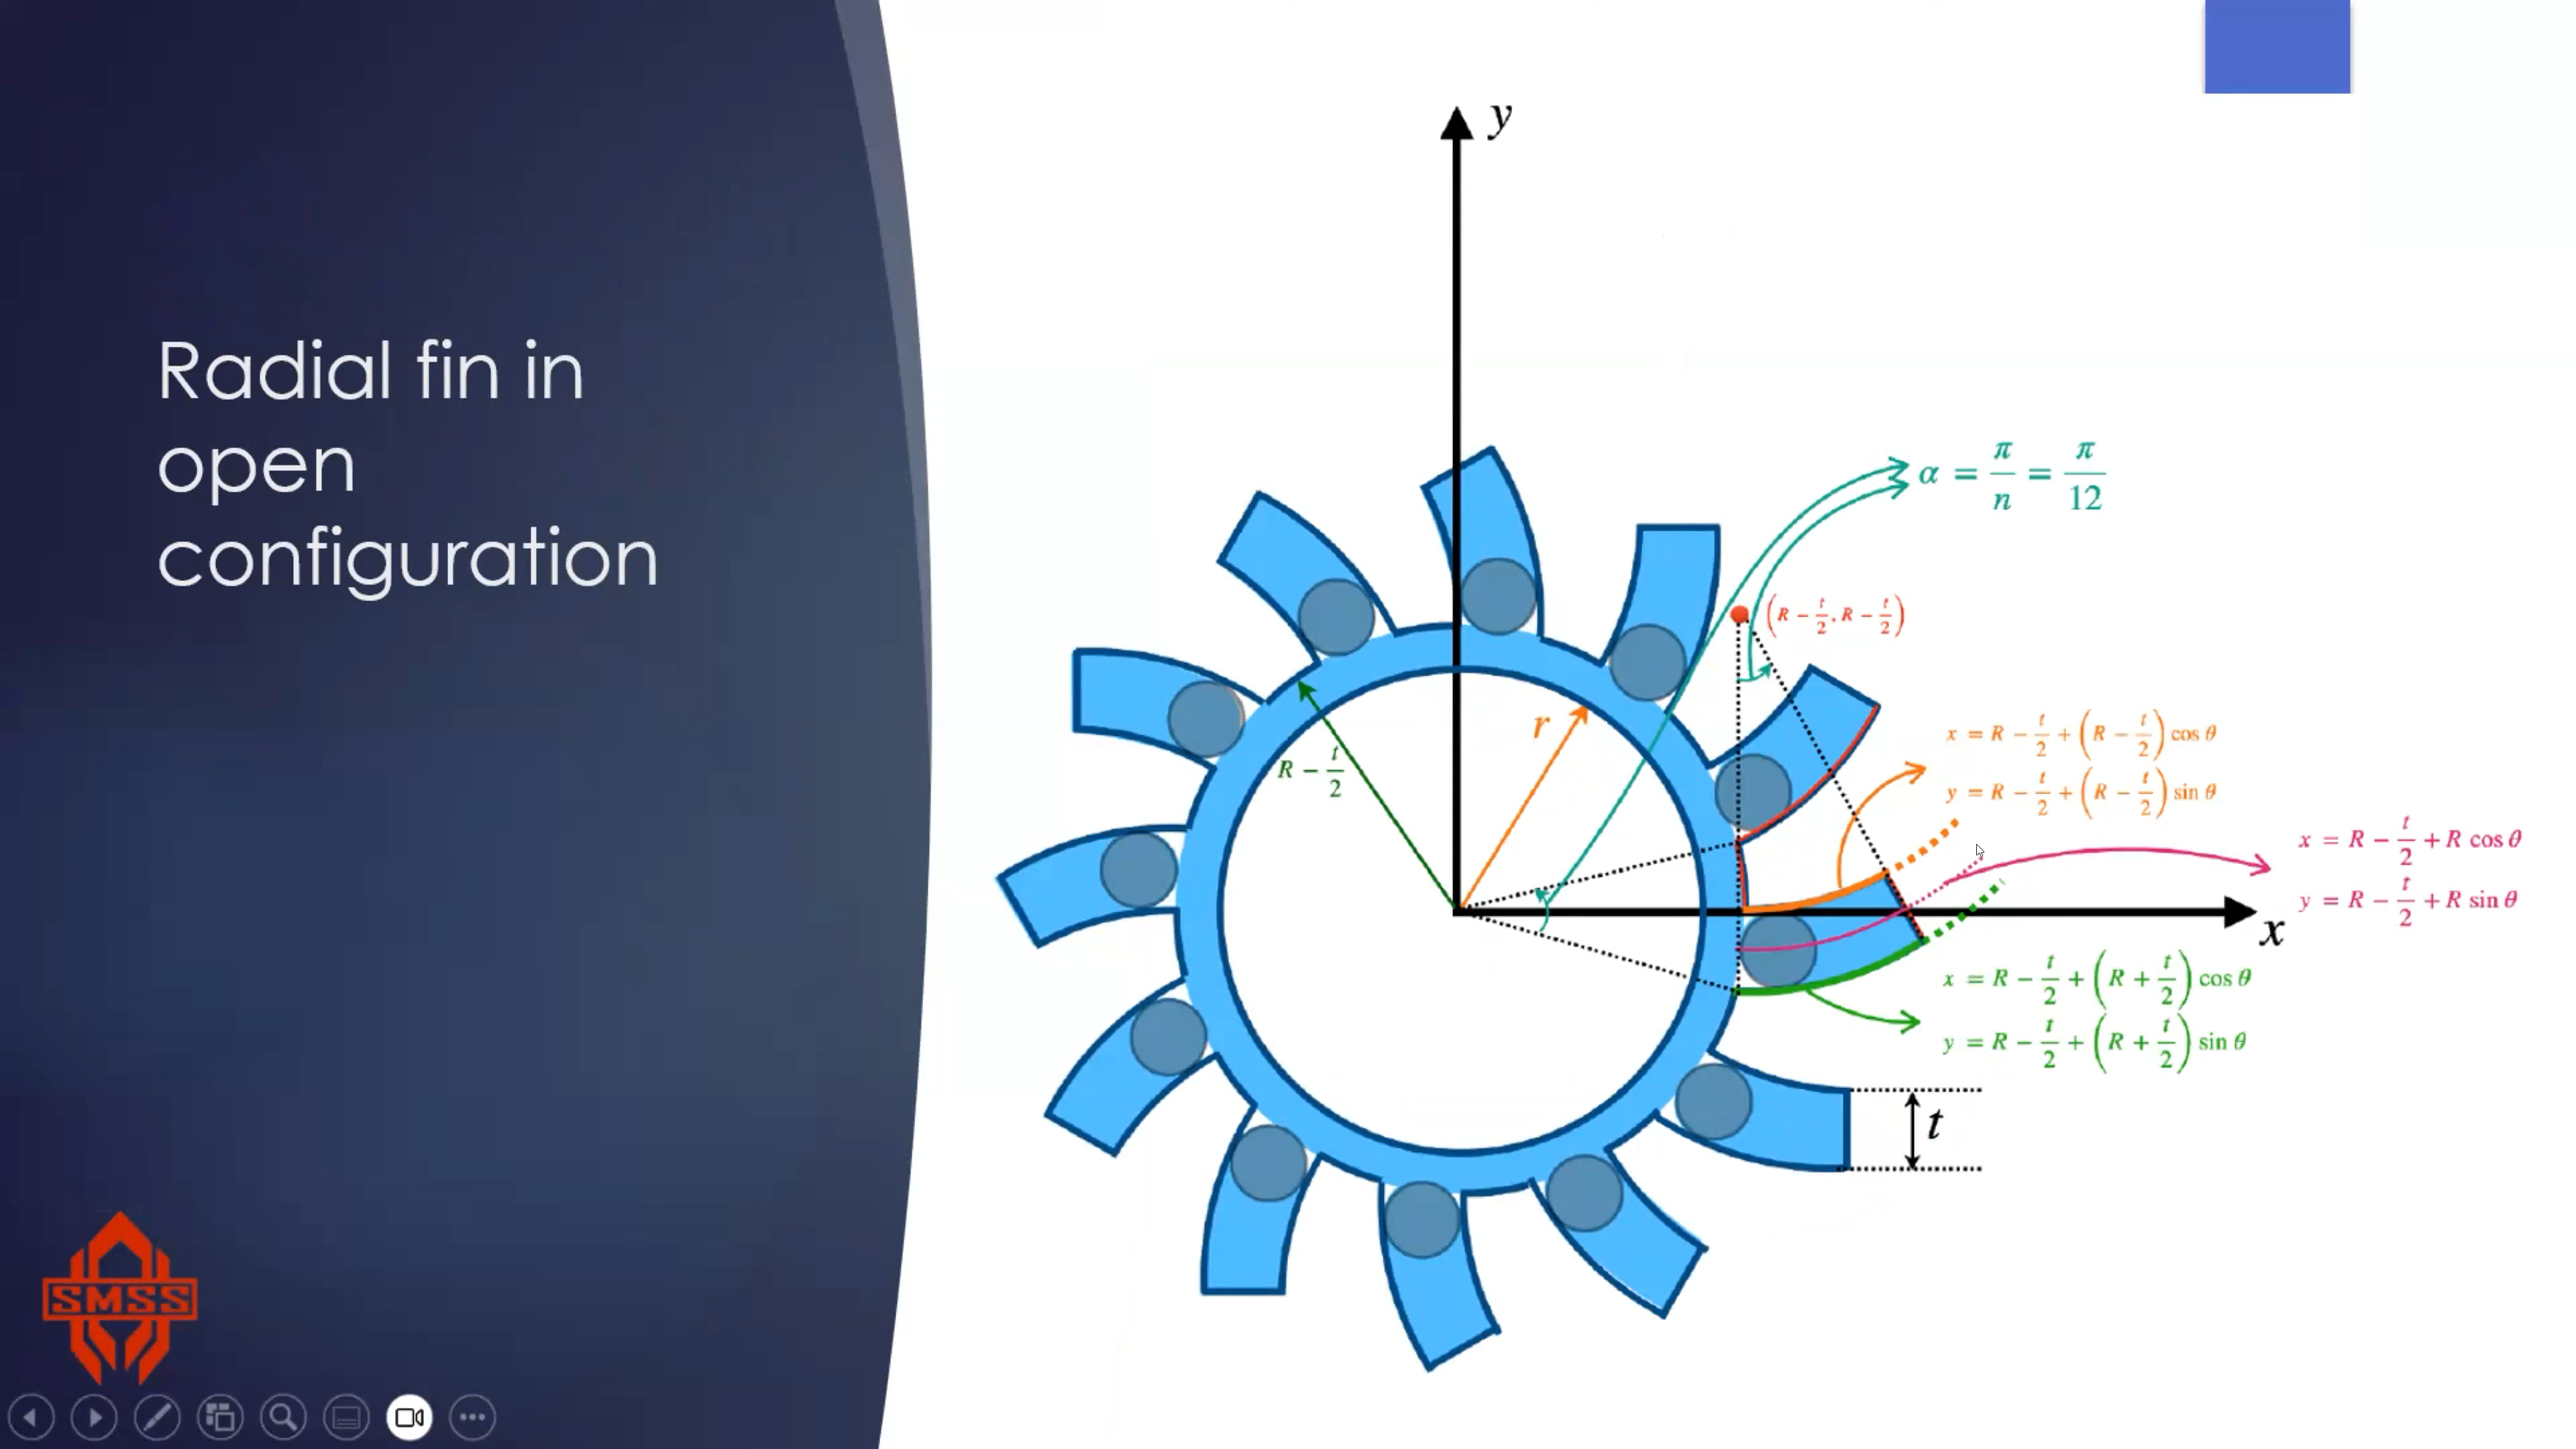 Radial fin in
open
configuration
SMSS
y
α = π/n = π/12
(R − t/2, R − t/2)
r
R − t/2
x = R − t/2 + (R − t/2) cos θ
y = R − t/2 + (R − t/2) sin θ
x = R − t/2 + R cos θ
y = R − t/2 + R sin θ
x
x = R − t/2 + (R + t/2) cos θ
y = R − t/2 + (R + t/2) sin θ
t